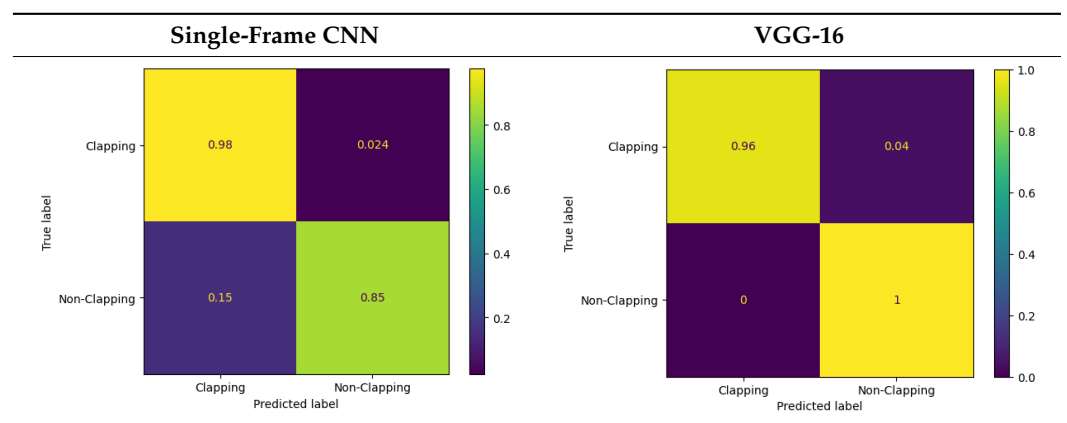 Single-Frame CNN
VGG-16
True label
Clapping
Non-Clapping
0.98
0.024
0.15
0.85
Clapping
Non-Clapping
Predicted label
0.8
0.6
0.4
0.2
True label
Clapping
Non-Clapping
0.96
0.04
0
1
Clapping
Non-Clapping
Predicted label
1.0
0.8
0.6
0.4
0.2
0.0